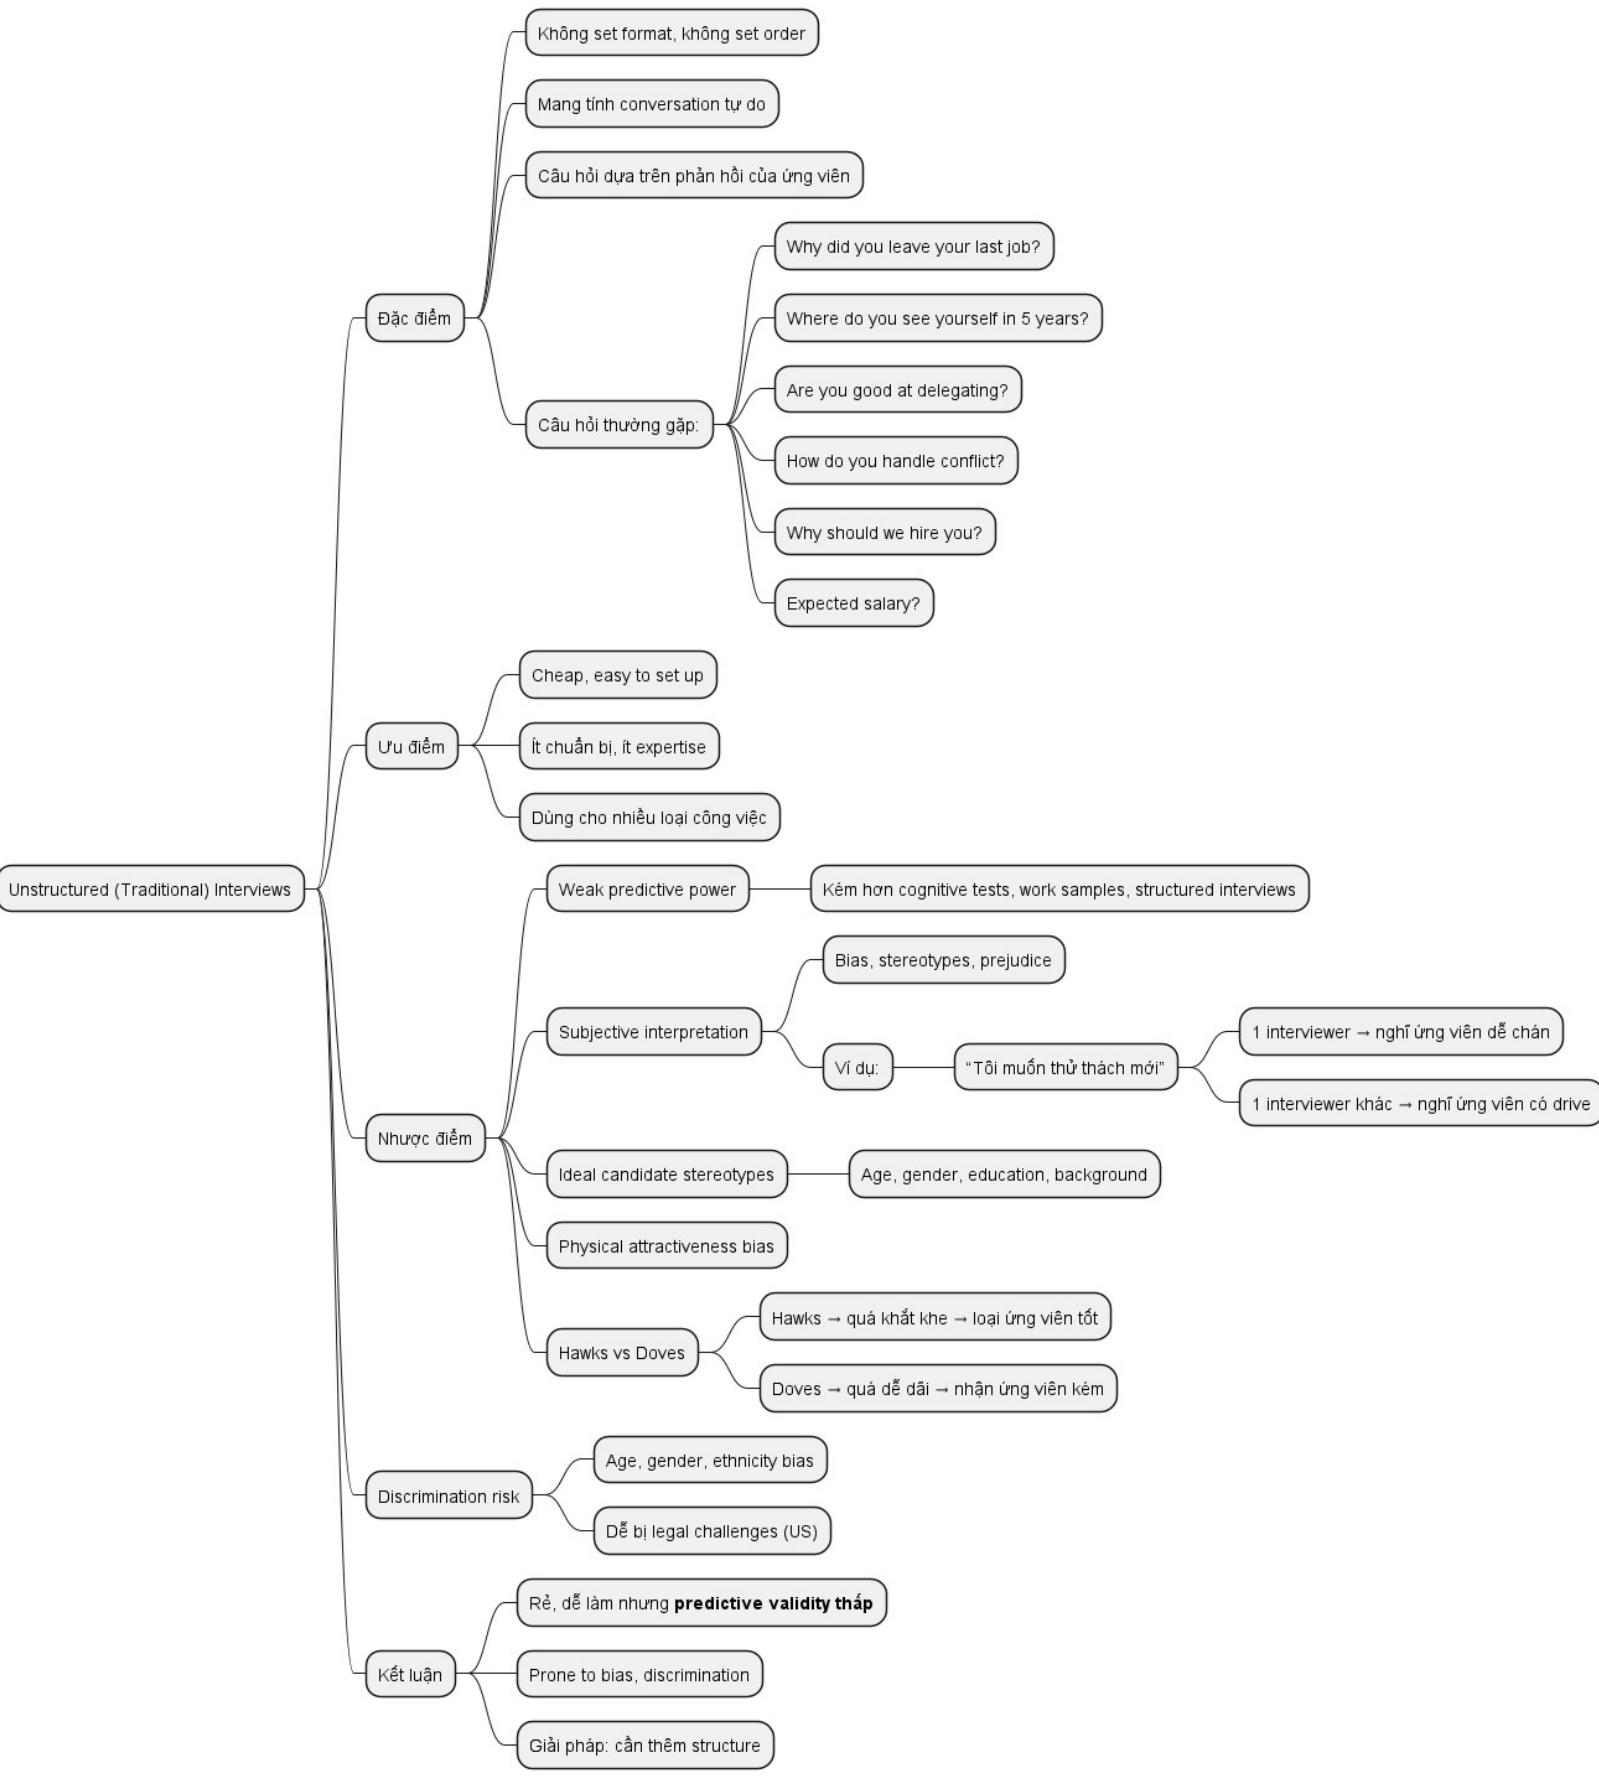 Unstructured (Traditional) Interviews
Đặc điểm
Không set format, không set order
Mang tính conversation tự do
Câu hỏi dựa trên phản hồi của ứng viên
Câu hỏi thường gặp:
Why did you leave your last job?
Where do you see yourself in 5 years?
Are you good at delegating?
How do you handle conflict?
Why should we hire you?
Expected salary?
Ưu điểm
Cheap, easy to set up
Ít chuẩn bị, ít expertise
Dùng cho nhiều loại công việc
Nhược điểm
Weak predictive power
Kém hơn cognitive tests, work samples, structured interviews
Subjective interpretation
Bias, stereotypes, prejudice
Ví dụ:
“Tôi muốn thử thách mới”
1 interviewer → nghĩ ứng viên dễ chán
1 interviewer khác → nghĩ ứng viên có drive
Ideal candidate stereotypes
Age, gender, education, background
Physical attractiveness bias
Hawks vs Doves
Hawks → quá khắt khe → loại ứng viên tốt
Doves → quá dễ dãi → nhận ứng viên kém
Discrimination risk
Age, gender, ethnicity bias
Dễ bị legal challenges (US)
Kết luận
Rẻ, dễ làm nhưng predictive validity thấp
Prone to bias, discrimination
Giải pháp: cần thêm structure